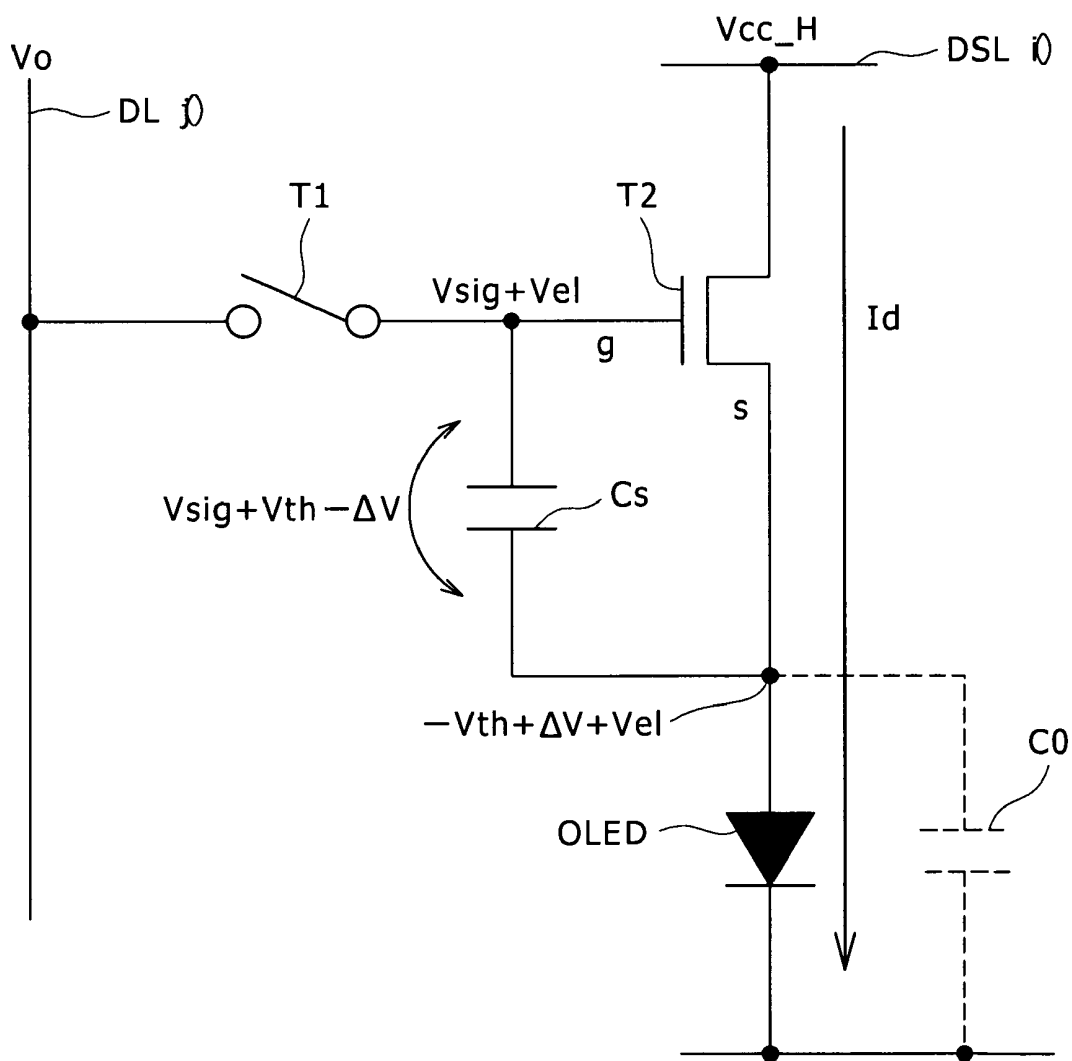 Vcc_H
Vo
DSL i()
DL j()
T1
T2
Vsig+Vel
Id
g
s
Vsig+Vth−ΔV
Cs
−Vth+ΔV+Vel
C0
OLED